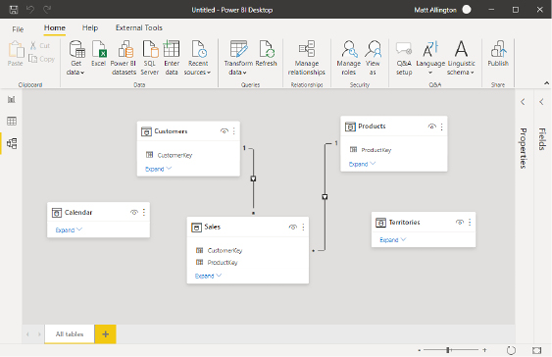 Untitled - Power BI Desktop
Matt Allington
File Home Help External Tools
Paste
Cut
Copy
Get data
Excel
Power BI datasets
SQL Server
Enter data
Recent sources
Transform data
Refresh
Manage relationships
Manage roles
View as
Q&A setup
Language
Linguistic schema
Publish
Clipboard Data Queries Relationships Security Q&A Share
Customers
CustomerKey
Expand
1
Products
ProductKey
Expand
1
Calendar
Expand
Sales
CustomerKey
ProductKey
Expand
*
*
Territories
Expand
Properties
Fields
All tables
+